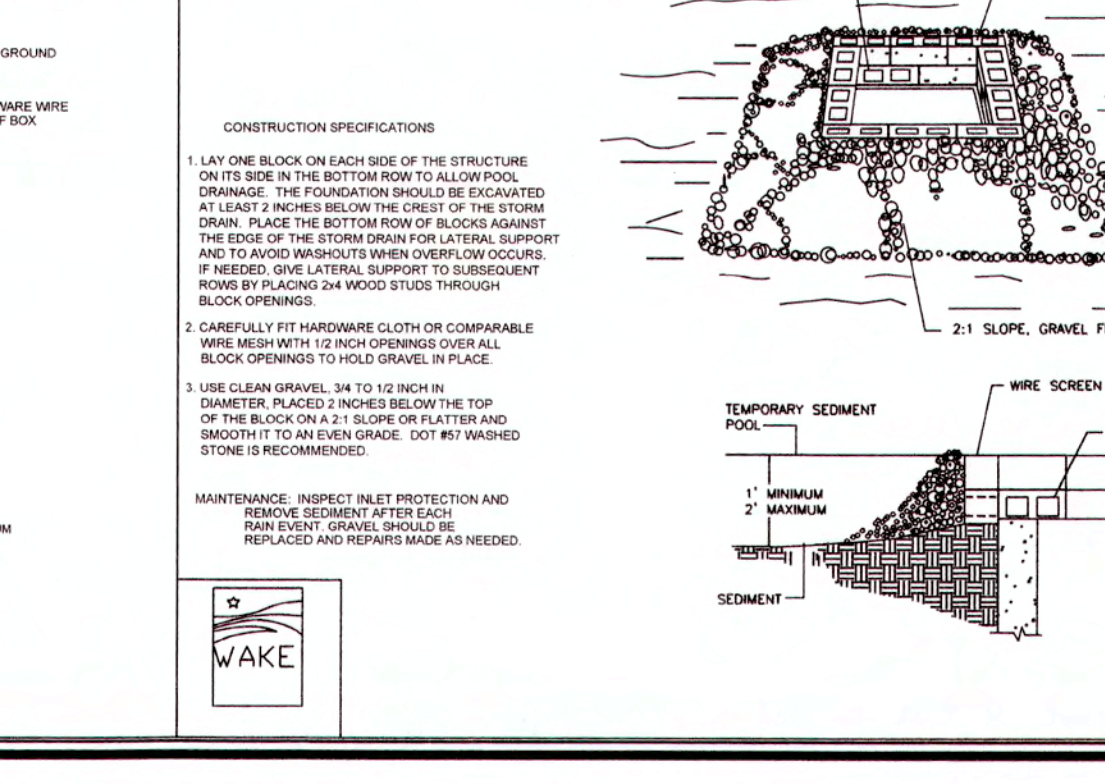 GROUND
WIRE
BOX
CONSTRUCTION SPECIFICATIONS
1. LAY ONE BLOCK ON EACH SIDE OF THE STRUCTURE
ON ITS SIDE IN THE BOTTOM ROW TO ALLOW POOL
DRAINAGE. THE FOUNDATION SHOULD BE EXCAVATED
AT LEAST 2 INCHES BELOW THE CREST OF THE STORM
DRAIN. PLACE THE BOTTOM ROW OF BLOCKS AGAINST
THE EDGE OF THE STORM DRAIN FOR LATERAL SUPPORT
AND TO AVOID WASHOUTS WHEN OVERFLOW OCCURS.
IF NEEDED, GIVE LATERAL SUPPORT TO SUBSEQUENT
ROWS BY PLACING 2x4 WOOD STUDS THROUGH
BLOCK OPENINGS.
2. CAREFULLY FIT HARDWARE CLOTH OR COMPARABLE
WIRE MESH WITH 1/2 INCH OPENINGS OVER ALL
BLOCK OPENINGS TO HOLD GRAVEL IN PLACE.
3. USE CLEAN GRAVEL, 3/4 TO 1/2 INCH IN
DIAMETER, PLACED 2 INCHES BELOW THE TOP
OF THE BLOCK ON A 2:1 SLOPE OR FLATTER AND
SMOOTH IT TO AN EVEN GRADE. DOT #57 WASHED
STONE IS RECOMMENDED.
MAINTENANCE: INSPECT INLET PROTECTION AND
REMOVE SEDIMENT AFTER EACH
RAIN EVENT. GRAVEL SHOULD BE
REPLACED AND REPAIRS MADE AS NEEDED.
WAKE
2:1 SLOPE, GRAVEL
WIRE SCREEN
TEMPORARY SEDIMENT
POOL
1' MINIMUM
2' MAXIMUM
SEDIMENT